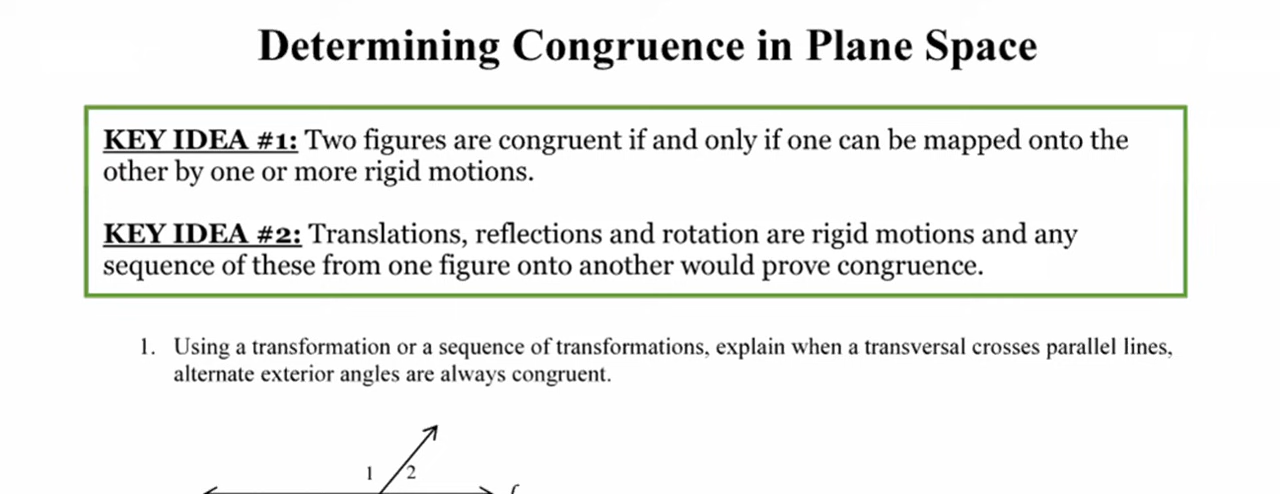 Determining Congruence in Plane Space
KEY IDEA #1: Two figures are congruent if and only if one can be mapped onto the
other by one or more rigid motions.
KEY IDEA #2: Translations, reflections and rotation are rigid motions and any
sequence of these from one figure onto another would prove congruence.
1. Using a transformation or a sequence of transformations, explain when a transversal crosses parallel lines,
alternate exterior angles are always congruent.
1 2